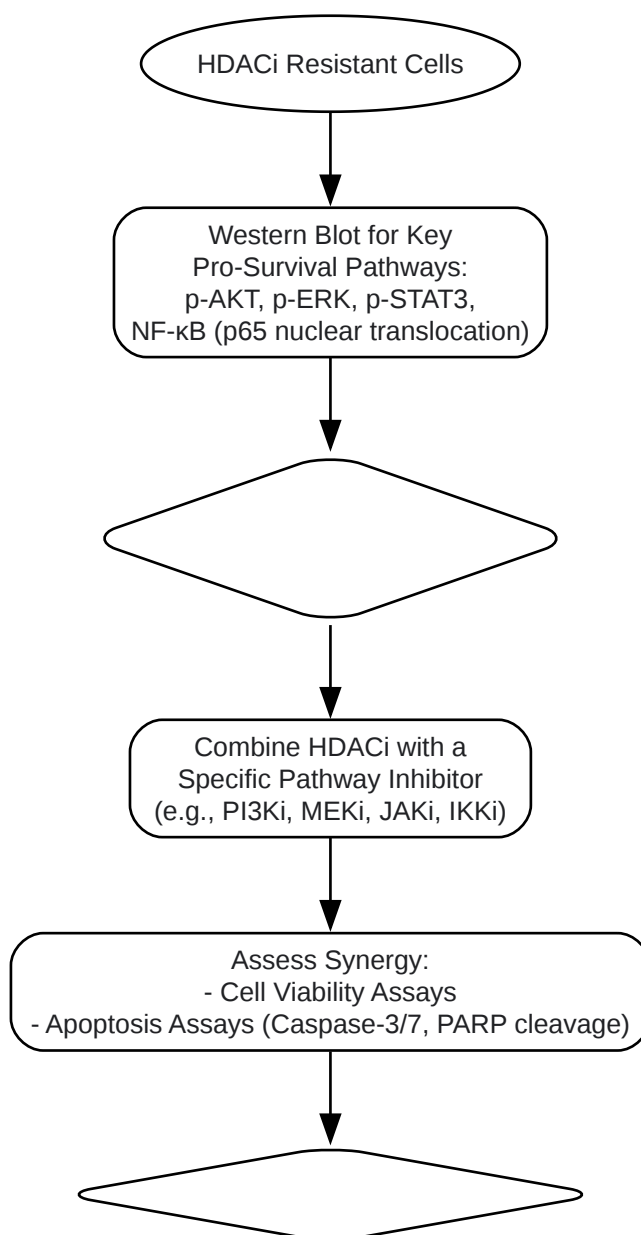 HDACi Resistant Cells
Western Blot for Key
Pro-Survival Pathways:
p-AKT, p-ERK, p-STAT3,
NF-κB (p65 nuclear translocation)
Combine HDACi with a
Specific Pathway Inhibitor
(e.g., PI3Ki, MEKi, JAKi, IKKi)
Assess Synergy:
- Cell Viability Assays
- Apoptosis Assays (Caspase-3/7, PARP cleavage)